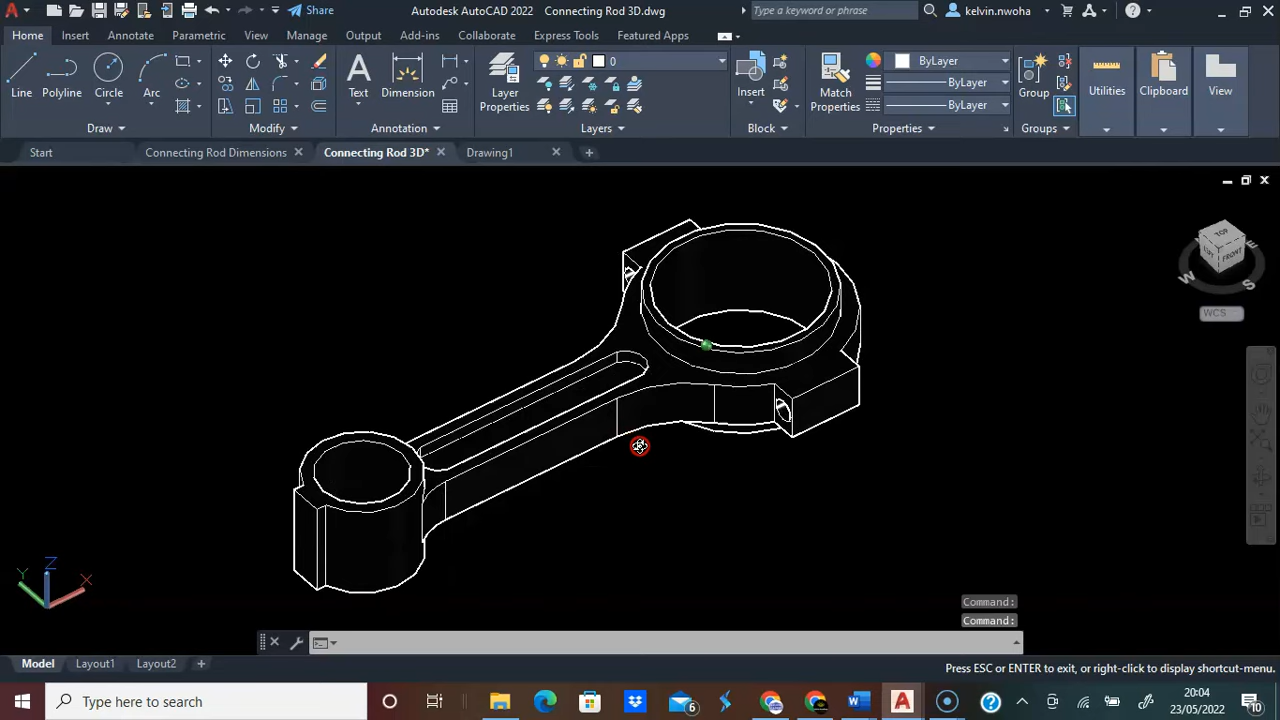 Share
Autodesk AutoCAD 2022 Connecting Rod 3D.dwg
Type a keyword or phrase
kelvin.nwoha
Home Insert Annotate Parametric View Manage Output Add-ins Collaborate Express Tools Featured Apps
0
ByLayer
ByLayer
ByLayer
Line Polyline Circle Arc
Text Dimension
Layer Properties
Insert
Match Properties
Group
Utilities
Clipboard
View
Draw Modify Annotation Layers Block Properties Groups
Start Connecting Rod Dimensions Connecting Rod 3D* Drawing1
TOP
FRONT
W
S
E
WCS
Z
Y
X
Command:
Command:
Model Layout1 Layout2
Press ESC or ENTER to exit, or right-click to display shortcut-menu.
Type here to search
6
20:04
23/05/2022
10